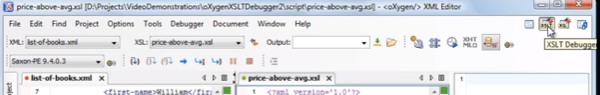 price-above-avg.xsl [D:\Projects\VideoDemonstrations\oXygenXSLTDebugger2\script\price-above-avg.xsl] - <oXygen/> XML Editor
File Edit Find Project Options Tools Debugger Document Window Help
XML: list-of-books.xml XSL: price-above-avg.xsl Output: XHT MLO
XSLT Debugger
Saxon-PE 9.4.0.3
list-of-books.xml price-above-avg.xsl
7 <first-name>William</fir 1 <?xml version="1.0"?> 1